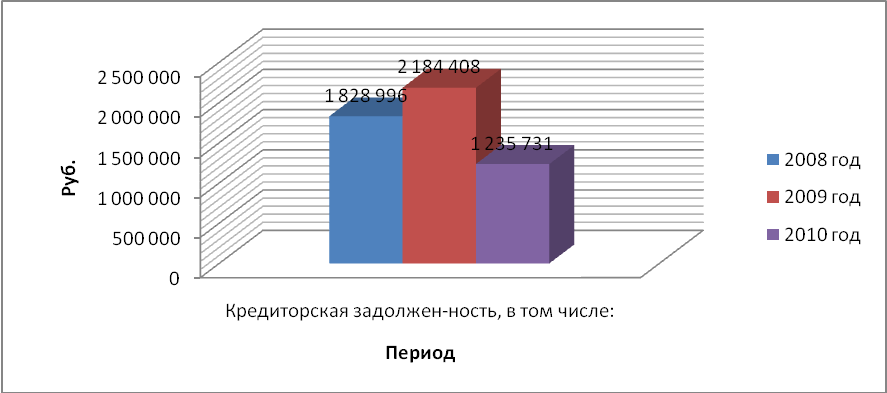 2 500 000
2 000 000
1 500 000
1 000 000
500 000
0
Руб.
1 828 996
2 184 408
1 235 731
Кредиторская задолжен-ность, в том числе:
Период
2008 год
2009 год
2010 год